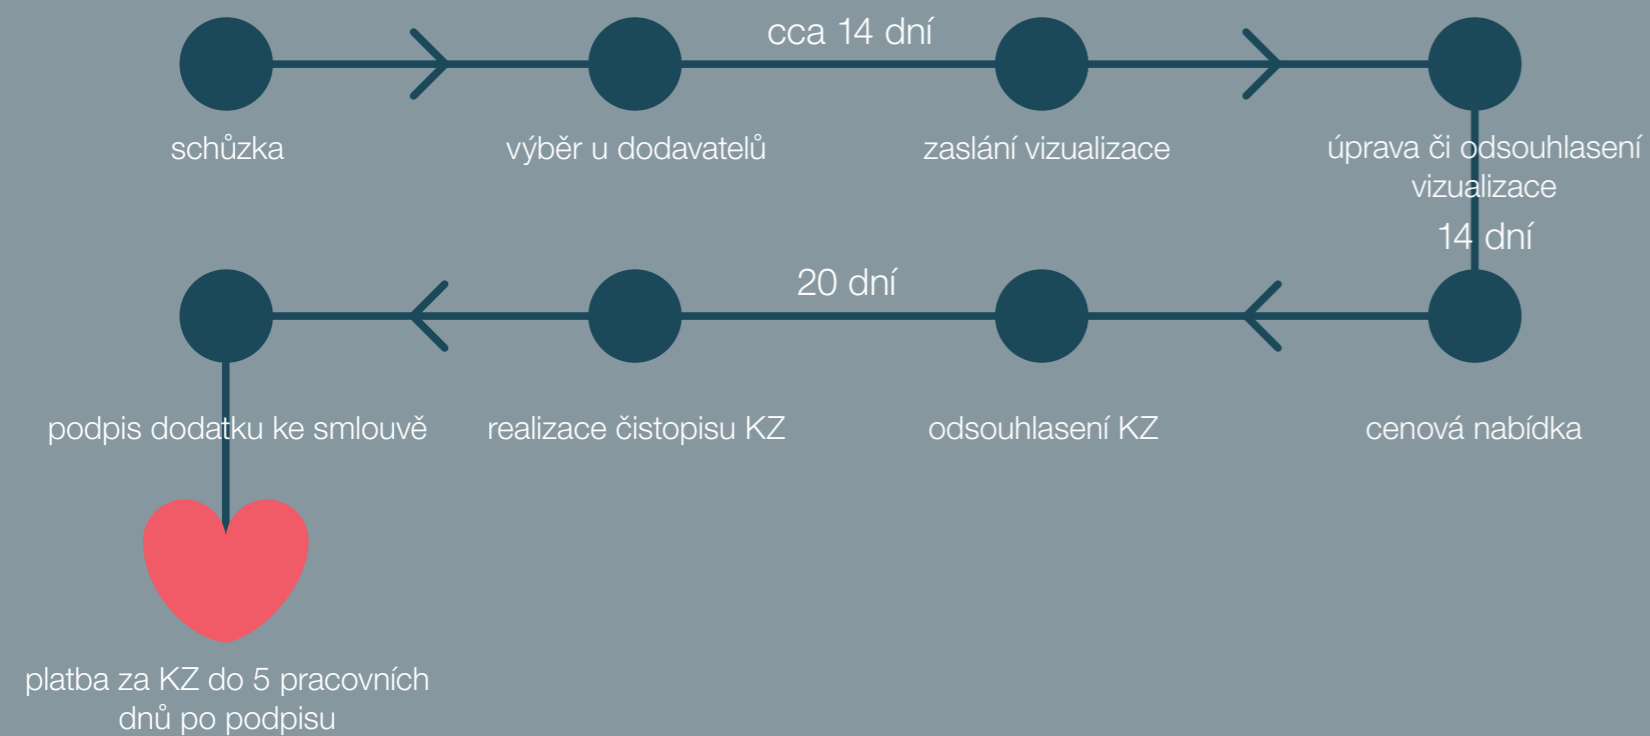 cca 14 dní
schůzka
výběr u dodavatelů
zaslání vizualizace
úprava či odsouhlasení
vizualizace
14 dní
20 dní
podpis dodatku ke smlouvě
realizace čistopisu KZ
odsouhlasení KZ
cenová nabídka
platba za KZ do 5 pracovních
dnů po podpisu